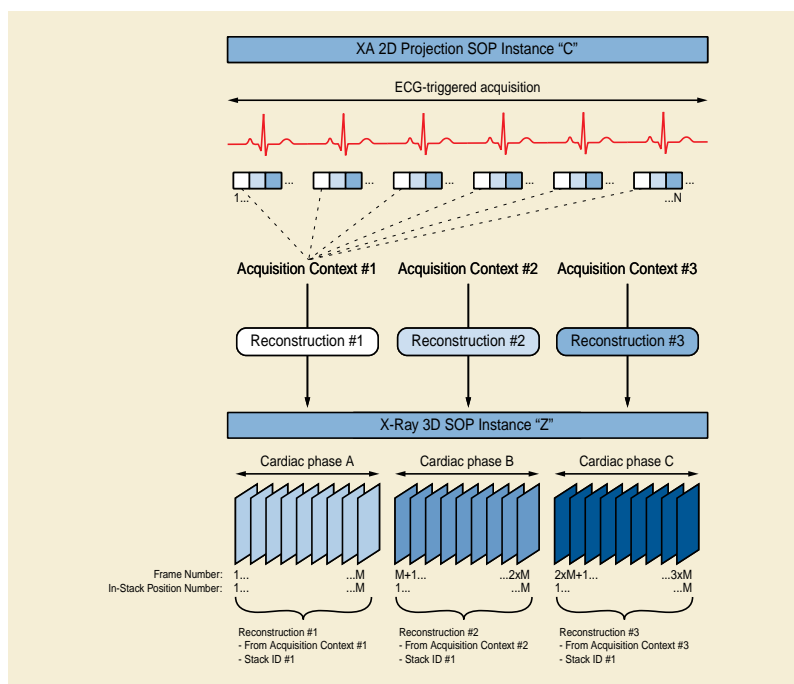 XA 2D Projection SOP Instance “C”
ECG-triggered acquisition
... ... ... ... ... ...
1... ...N
Acquisition Context #1 Acquisition Context #2 Acquisition Context #3
Reconstruction #1 Reconstruction #2 Reconstruction #3
X-Ray 3D SOP Instance “Z”
Cardiac phase A Cardiac phase B Cardiac phase C
Frame Number: 1... ...M M+1... ...2xM 2xM+1... ...3xM
In-Stack Position Number: 1... ...M 1... ...M 1... ...M
Reconstruction #1
- From Acquisition Context #1
- Stack ID #1
Reconstruction #2
- From Acquisition Context #2
- Stack ID #1
Reconstruction #3
- From Acquisition Context #3
- Stack ID #1